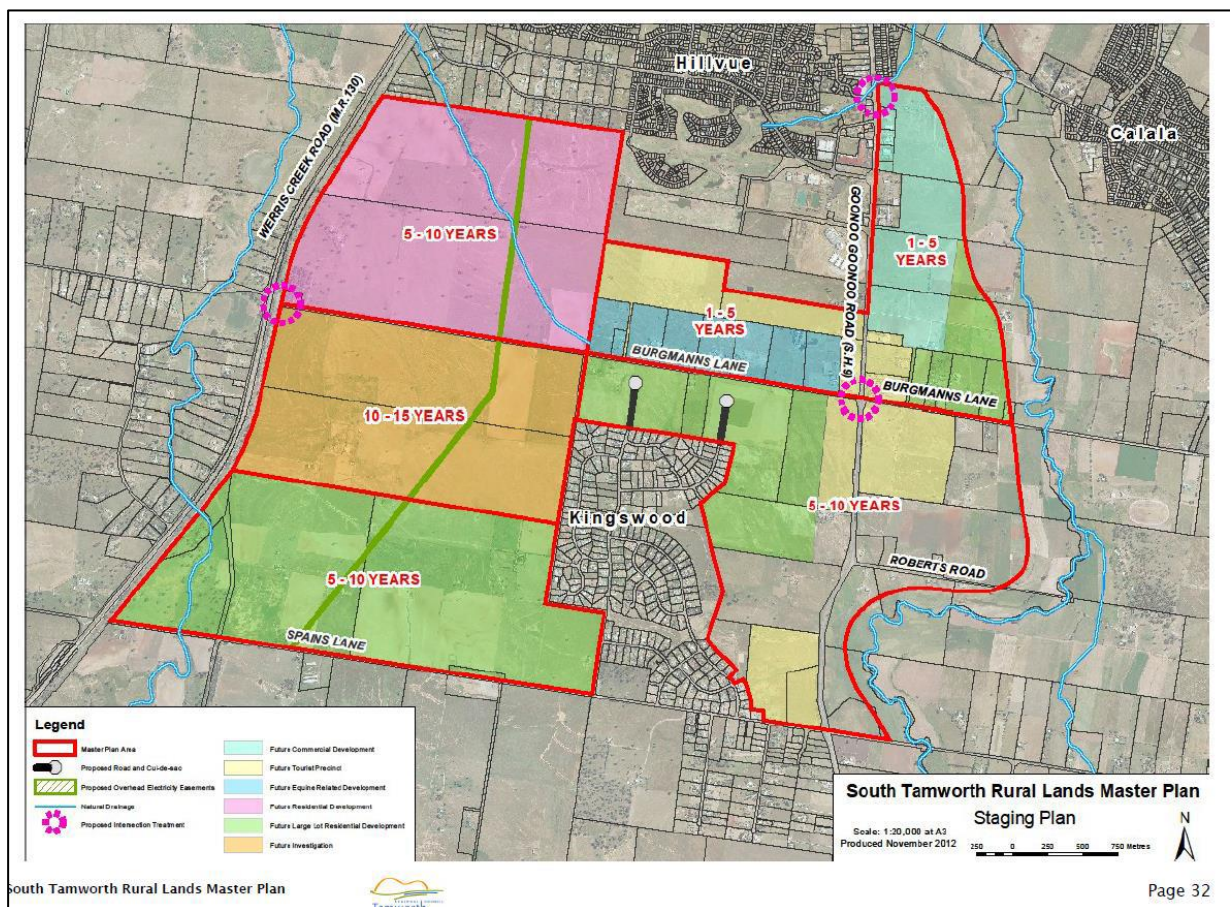 Hillvue
Calala
WERRIS CREEK ROAD (M.R.130)
GOONOO GOONOO ROAD (S.H.9)
5 - 10 YEARS
1 - 5
YEARS
1 - 5
YEARS
BURGMANNS LANE
BURGMANNS LANE
10 - 15 YEARS
Kingswood
5 - 10 YEARS
ROBERTS ROAD
5 - 10 YEARS
SPAINS LANE
Legend
Master Plan Area
Proposed Road and Cul-de-sac
Proposed Overhead Electricity Easements
Natural Drainage
Proposed Intersection Treatment
Future Commercial Development
Future Tourist Precinct
Future Equine Related Development
Future Residential Development
Future Large Lot Residential Development
Future Investigation
South Tamworth Rural Lands Master Plan
Staging Plan
Scale: 1:20,000 at A3
Produced November 2012
N
250 0 250 500 750 Metres
South Tamworth Rural Lands Master Plan
Tamworth
Page 32